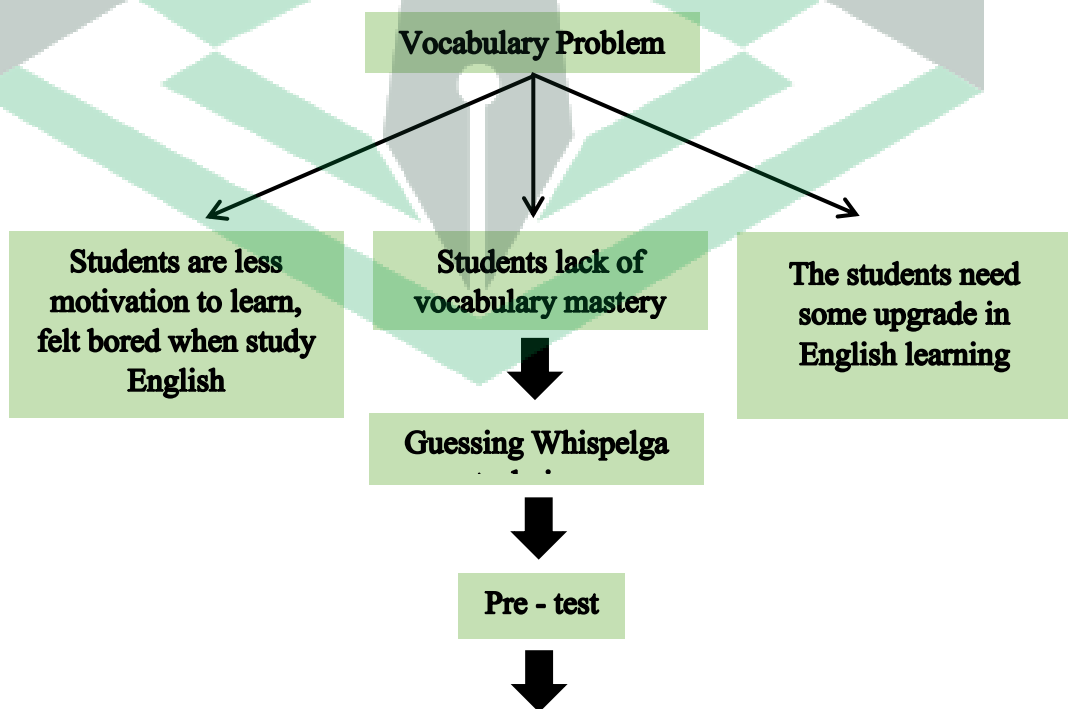 Vocabulary Problem
Students are less
motivation to learn,
felt bored when study
English
Students lack of
vocabulary mastery
The students need
some upgrade in
English learning
Guessing Whispelga
Pre - test